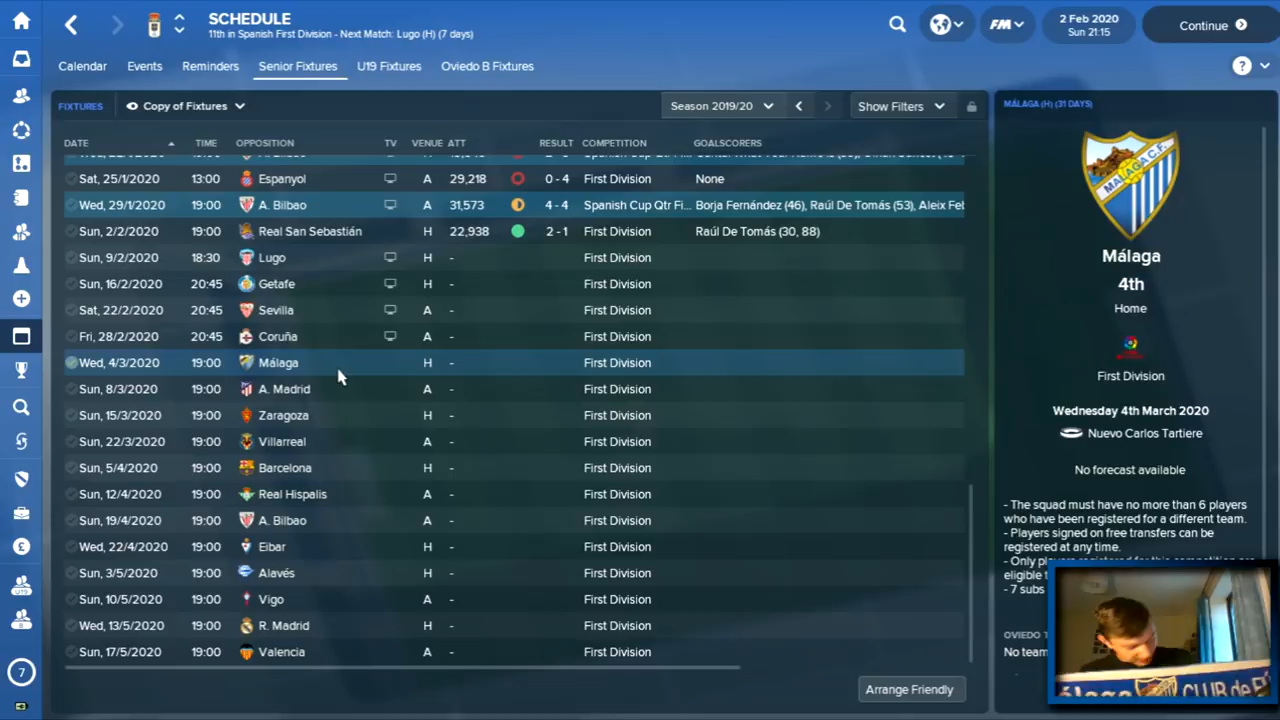 SCHEDULE
11th in Spanish First Division - Next Match: Lugo (H) (7 days)
FM
2 Feb 2020
Sun 21:15
Continue
Calendar Events Reminders Senior Fixtures U19 Fixtures Oviedo B Fixtures
?
FIXTURES Copy of Fixtures Season 2019/20 Show Filters
DATE TIME OPPOSITION TV VENUE ATT RESULT COMPETITION GOALSCORERS
Sat, 25/1/2020 13:00 Espanyol A 29,218 0 - 4 First Division None
Wed, 29/1/2020 19:00 A. Bilbao A 31,573 4 - 4 Spanish Cup Qtr Fi... Borja Fernández (46), Raúl De Tomás (53), Aleix Fel
Sun, 2/2/2020 19:00 Real San Sebastián H 22,938 2 - 1 First Division Raúl De Tomás (30, 88)
Sun, 9/2/2020 18:30 Lugo H - First Division
Sun, 16/2/2020 20:45 Getafe H - First Division
Sat, 22/2/2020 20:45 Sevilla A - First Division
Fri, 28/2/2020 20:45 Coruña A - First Division
Wed, 4/3/2020 19:00 Málaga H - First Division
Sun, 8/3/2020 19:00 A. Madrid A - First Division
Sun, 15/3/2020 19:00 Zaragoza H - First Division
Sun, 22/3/2020 19:00 Villarreal A - First Division
Sun, 5/4/2020 19:00 Barcelona H - First Division
Sun, 12/4/2020 19:00 Real Hispalis A - First Division
Sun, 19/4/2020 19:00 A. Bilbao A - First Division
Wed, 22/4/2020 19:00 Eibar H - First Division
Sun, 3/5/2020 19:00 Alavés H - First Division
Sun, 10/5/2020 19:00 Vigo A - First Division
Wed, 13/5/2020 19:00 R. Madrid H - First Division
Sun, 17/5/2020 19:00 Valencia A - First Division
Arrange Friendly
U19
B
7
MÁLAGA (H) (31 DAYS)
MALAGA C.F.
Málaga
4th
Home
First Division
Wednesday 4th March 2020
Nuevo Carlos Tartiere
No forecast available
- The squad must have no more than 6 players
who have been registered for a different team.
- Players signed on free transfers can be
registered at any time.
- Only
eligible
- 7 subs
OVIEDO
No team
álaga CLUB de